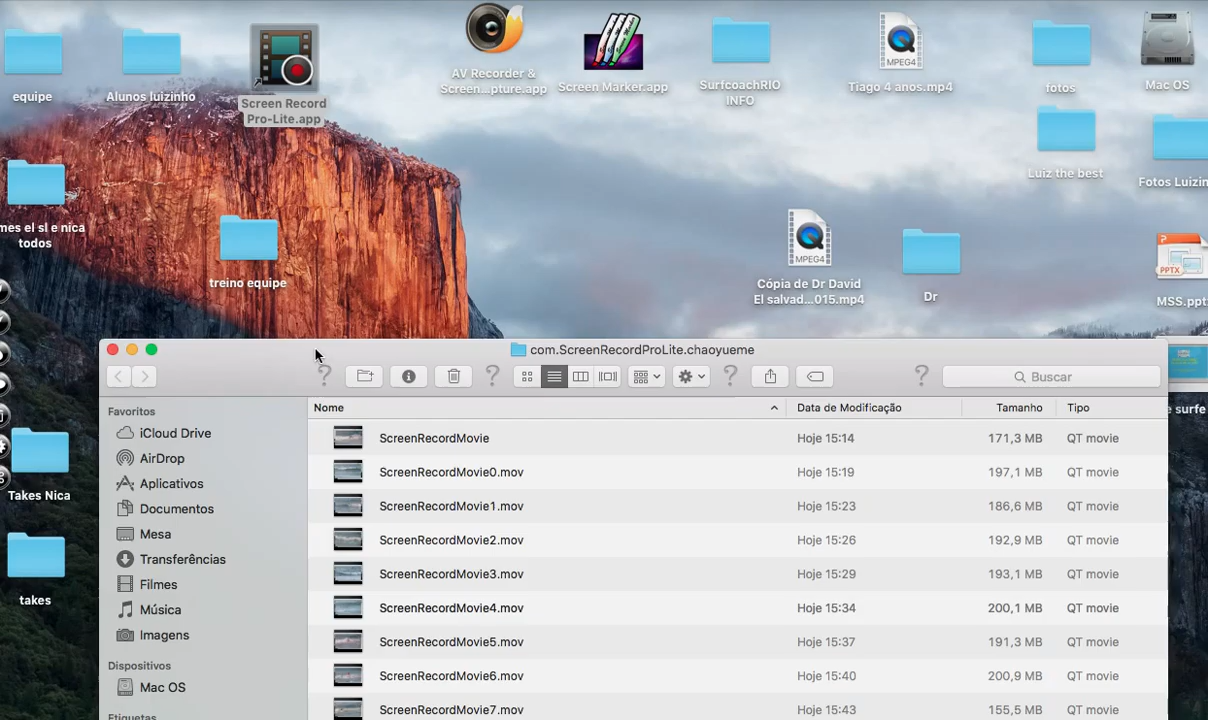 equipe
Alunos luizinho
Screen Record
Pro-Lite.app
AV Recorder &
Screen...pture.app
Screen Marker.app
SurfcoachRIO
INFO
MPEG4
Tiago 4 anos.mp4
fotos
Mac OS
Luiz the best
Fotos Luizin
mes el sl e nica
todos
treino equipe
MPEG4
Cópia de Dr David
El salvad...015.mp4
Dr
PPTX
MSS.pptx
com.ScreenRecordProLite.chaoyueme
Buscar
e surfe
Takes Nica
takes
Favoritos
iCloud Drive
AirDrop
Aplicativos
Documentos
Mesa
Transferências
Filmes
Música
Imagens
Dispositivos
Mac OS
Etiquetas
Nome Data de Modificação Tamanho Tipo
ScreenRecordMovie Hoje 15:14 171,3 MB QT movie
ScreenRecordMovie0.mov Hoje 15:19 197,1 MB QT movie
ScreenRecordMovie1.mov Hoje 15:23 186,6 MB QT movie
ScreenRecordMovie2.mov Hoje 15:26 192,9 MB QT movie
ScreenRecordMovie3.mov Hoje 15:29 193,1 MB QT movie
ScreenRecordMovie4.mov Hoje 15:34 200,1 MB QT movie
ScreenRecordMovie5.mov Hoje 15:37 191,3 MB QT movie
ScreenRecordMovie6.mov Hoje 15:40 200,9 MB QT movie
ScreenRecordMovie7.mov Hoje 15:43 155,5 MB QT movie